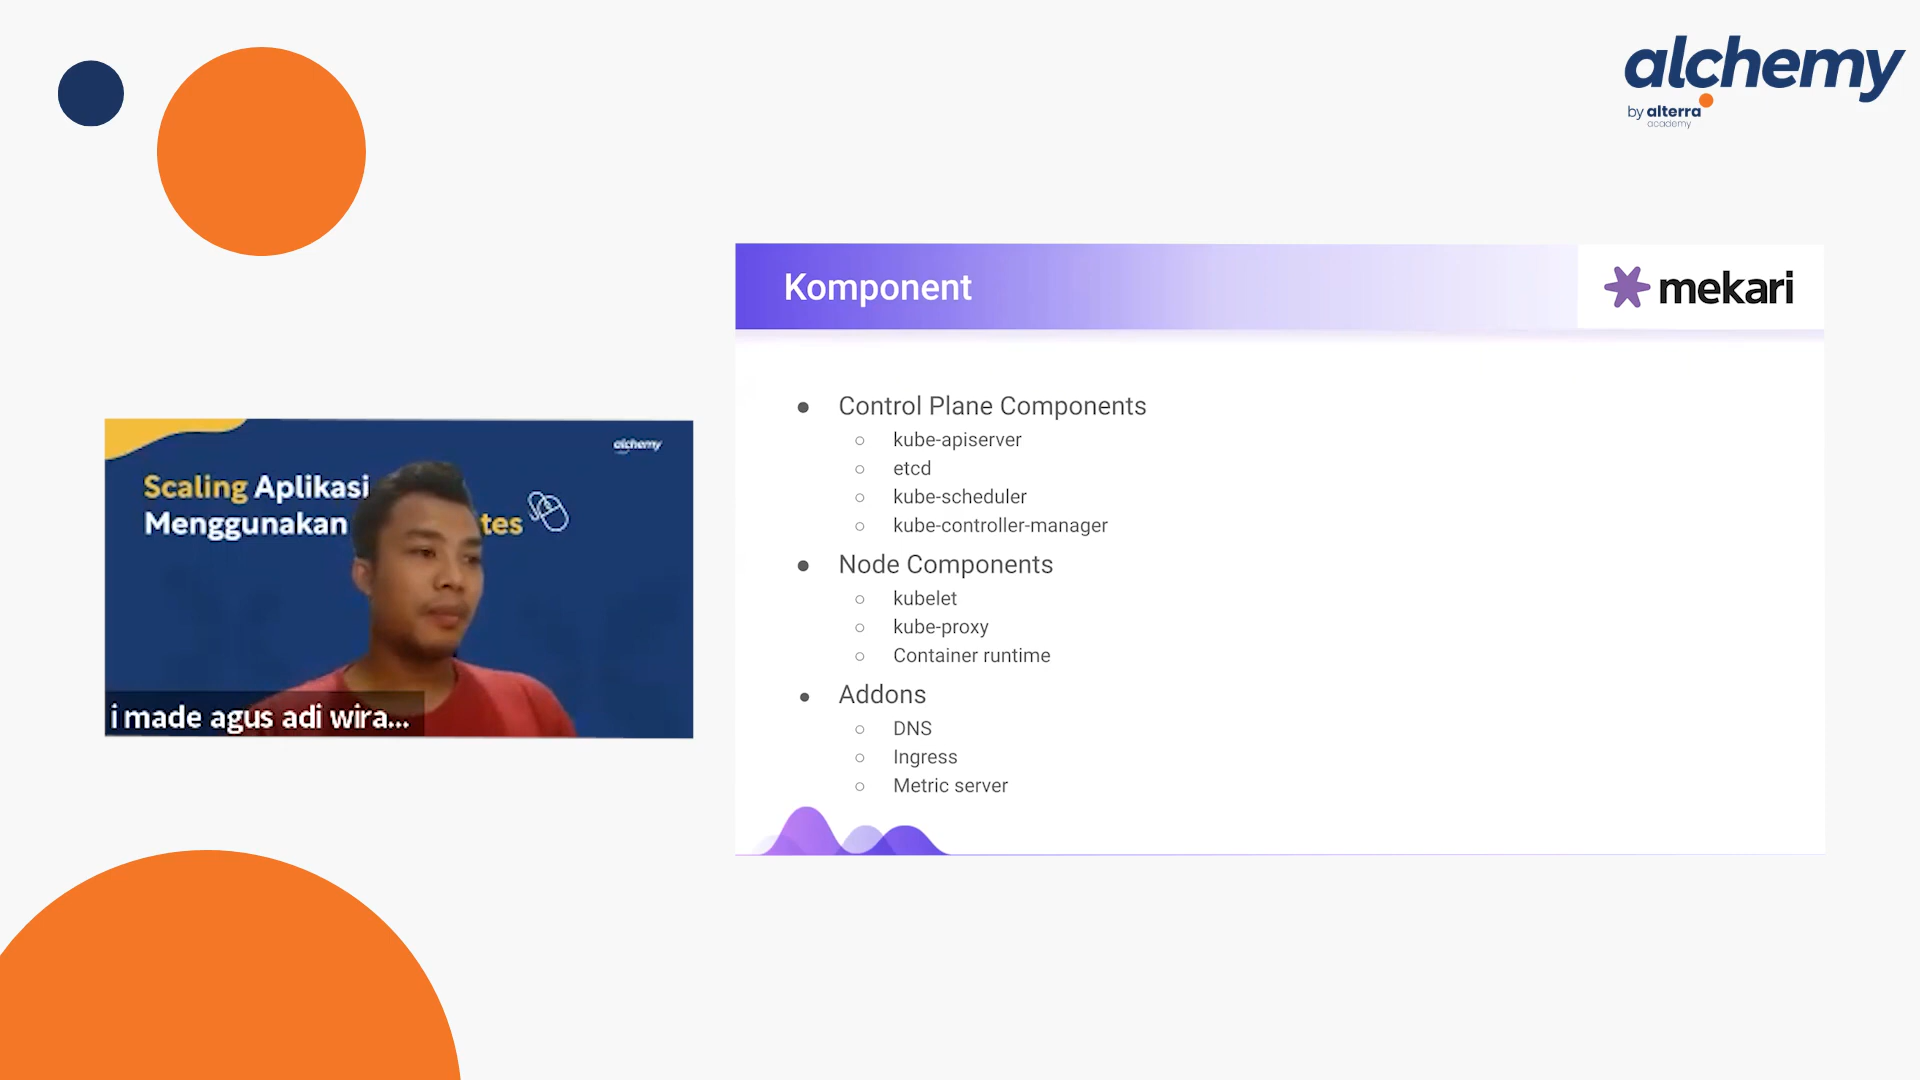 alchemy
by alterra
academy
Komponent
mekari
Control Plane Components
kube-apiserver
etcd
kube-scheduler
kube-controller-manager
Node Components
kubelet
kube-proxy
Container runtime
Addons
DNS
Ingress
Metric server
alchemy
Scaling Aplikasi
Menggunakan tes
i made agus adi wira...